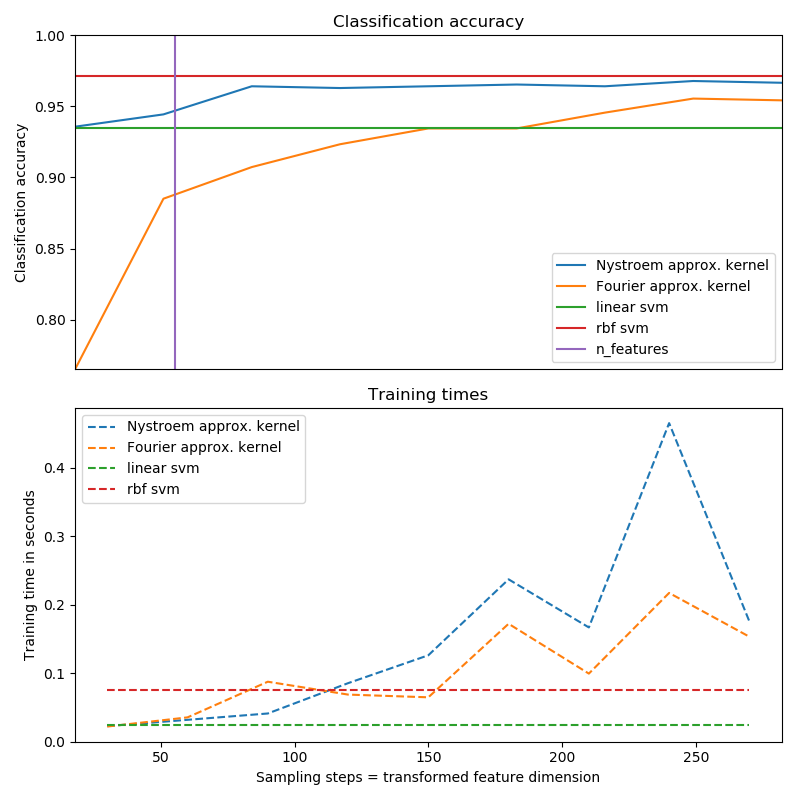 Classification accuracy
1.00
0.95
0.90
0.85
0.80
Classification accuracy
Nystroem approx. kernel
Fourier approx. kernel
linear svm
rbf svm
n_features
Training times
Nystroem approx. kernel
Fourier approx. kernel
linear svm
rbf svm
0.4
0.3
0.2
0.1
0.0
Training time in seconds
50
100
150
200
250
Sampling steps = transformed feature dimension